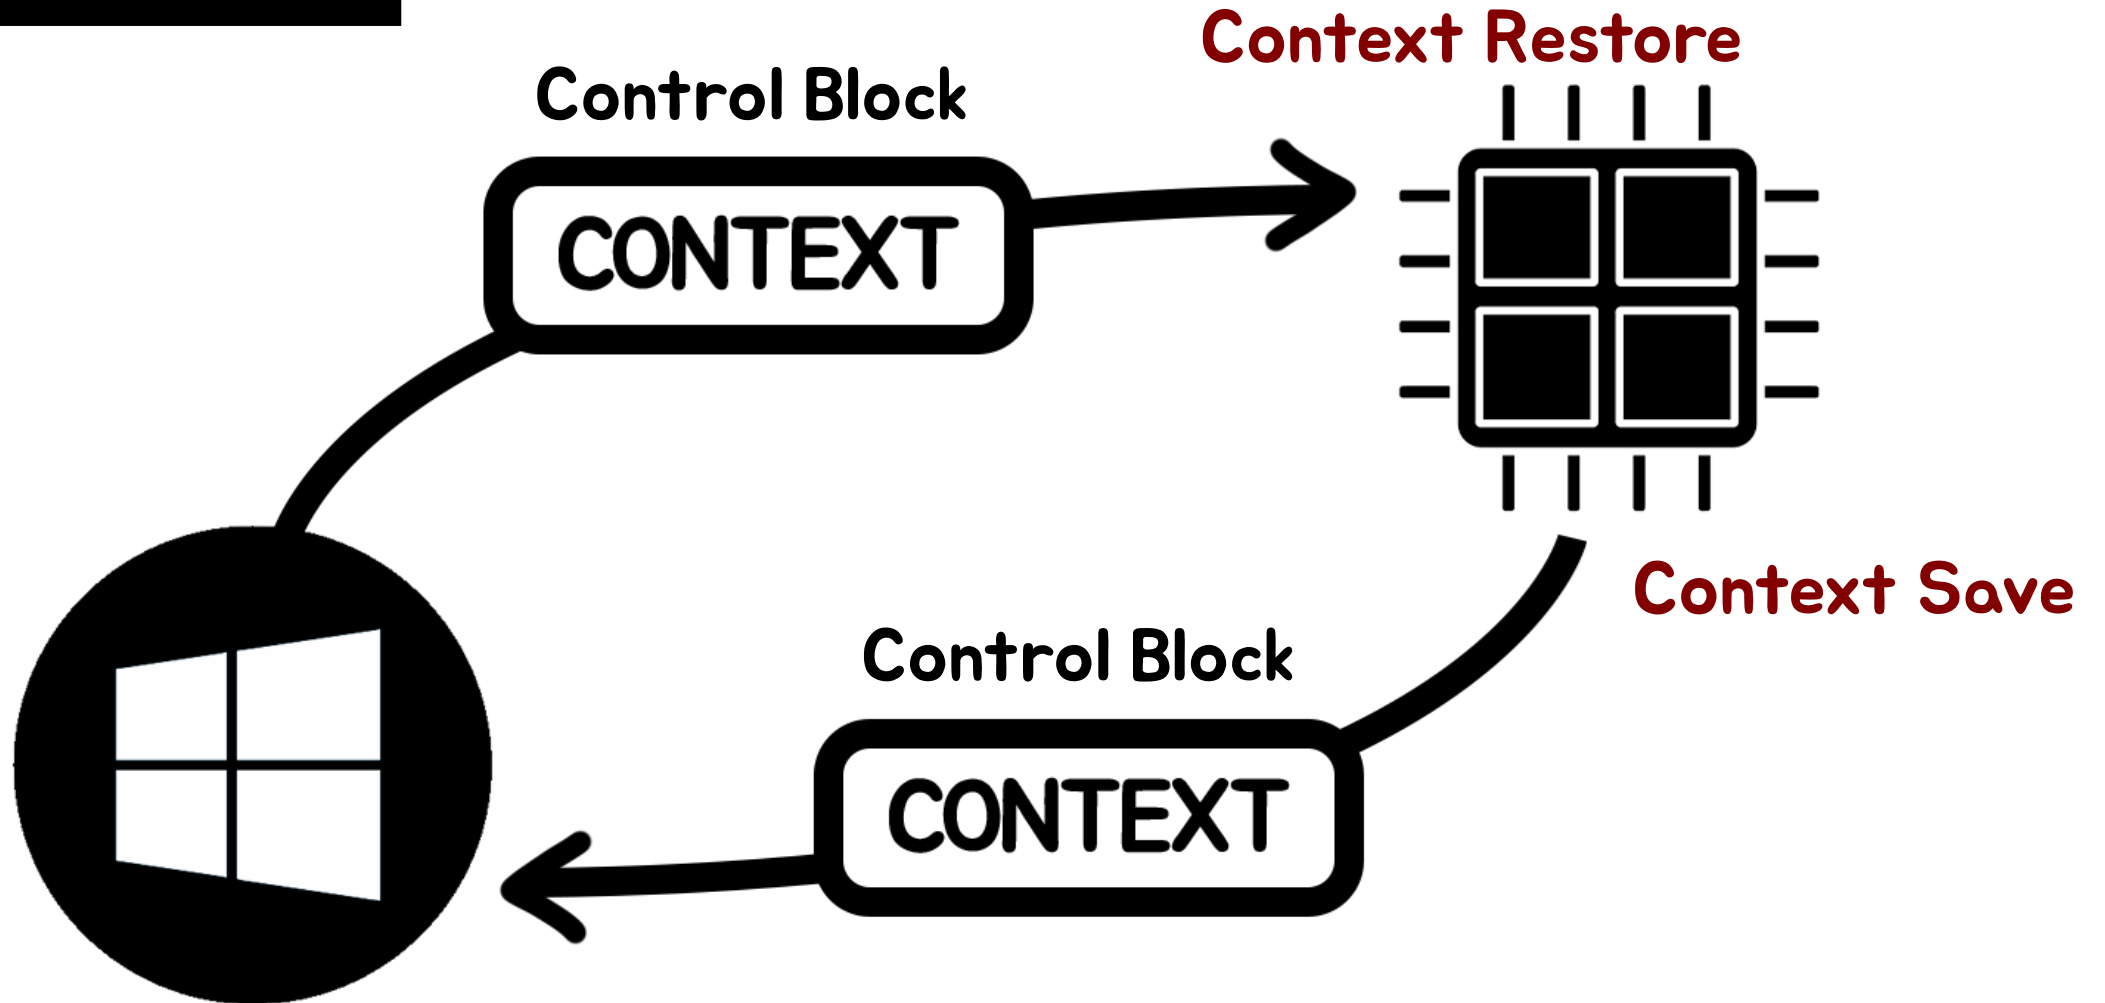 Context Restore
Control Block
CONTEXT
Context Save
Control Block
CONTEXT